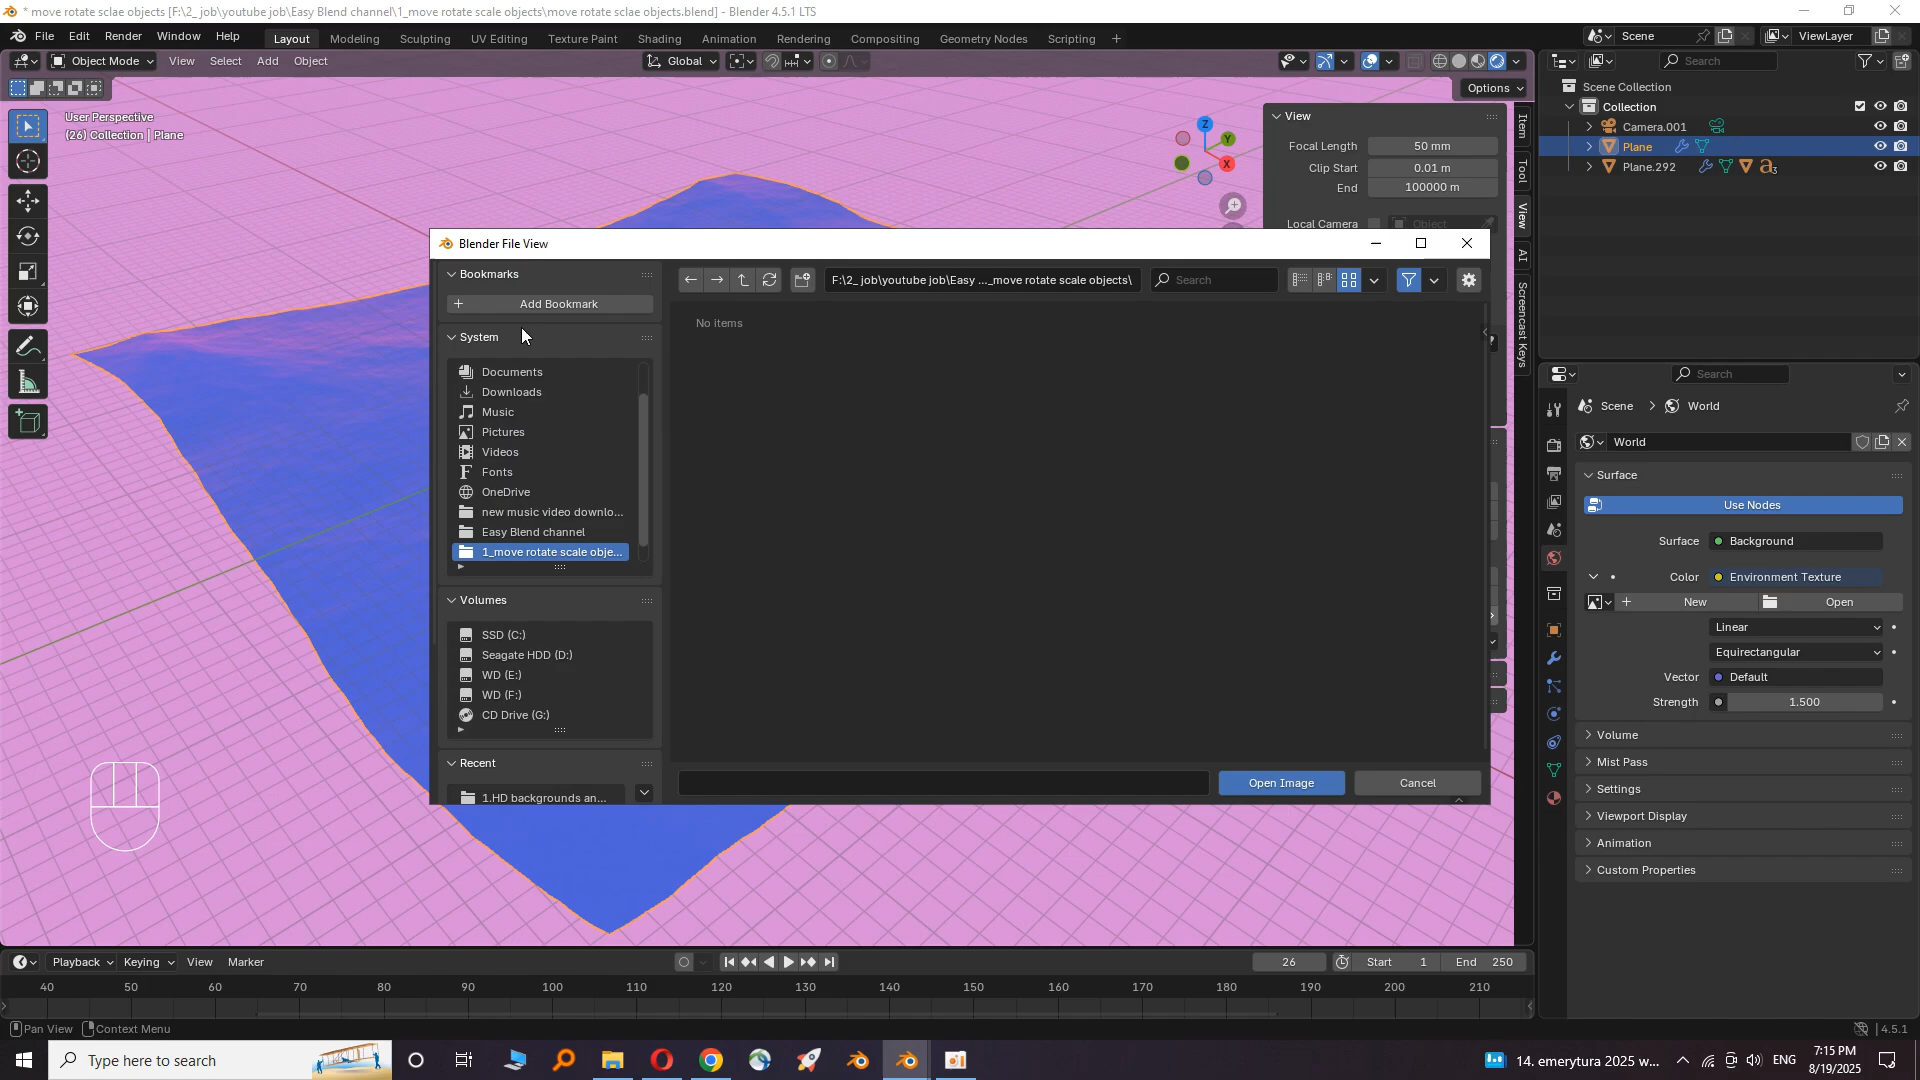 * move rotate sclae objects [F:\2_ job\youtube job\Easy Blend channel\1_move rotate scale objects\move rotate sclae objects.blend] - Blender 4.5.1 LTS
File Edit Render Window Help Layout Modeling Sculpting UV Editing Texture Paint Shading Animation Rendering Compositing Geometry Nodes Scripting + Scene ViewLayer
Object Mode View Select Add Object Global Search
Options
User Perspective
(26) Collection | Plane
Z
Y
X
View
Focal Length 50 mm
Clip Start 0.01 m
End 100000 m
Local Camera Object
Item
Tool
View
AI
Screencast Keys
Scene Collection
Collection
Camera.001
Plane
Plane.292
3
Blender File View
Bookmarks
Add Bookmark
F:\2_ job\youtube job\Easy ..._move rotate scale objects\
Search
No items
System
Documents
Downloads
Music
Pictures
Videos
Fonts
OneDrive
new music video downlo...
Easy Blend channel
1_move rotate scale obje...
Volumes
SSD (C:)
Seagate HDD (D:)
WD (E:)
WD (F:)
CD Drive (G:)
Recent
1.HD backgrounds an...
Open Image Cancel
Search
Scene World
World
Surface
Use Nodes
Surface Background
Color Environment Texture
New Open
Linear
Equirectangular
Vector Default
Strength 1.500
Volume
Mist Pass
Settings
Viewport Display
Animation
Custom Properties
Playback Keying View Marker 26 Start 1 End 250
40 50 60 70 80 90 100 110 120 130 140 150 160 170 180 190 200 210
Pan View Context Menu 4.5.1
Type here to search
14. emerytura 2025 w...
ENG
7:15 PM
8/19/2025